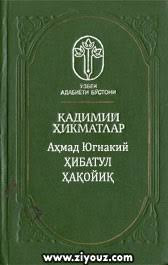 ЎЗБЕК
АДАБИЁТИ БЎСТОНИ
ҚАДИМИЙ
ҲИКМАТЛАР
Аҳмад Югнакий
ҲИБАТУЛ
ҲАҚОЙИҚ
www.ziyouz.com